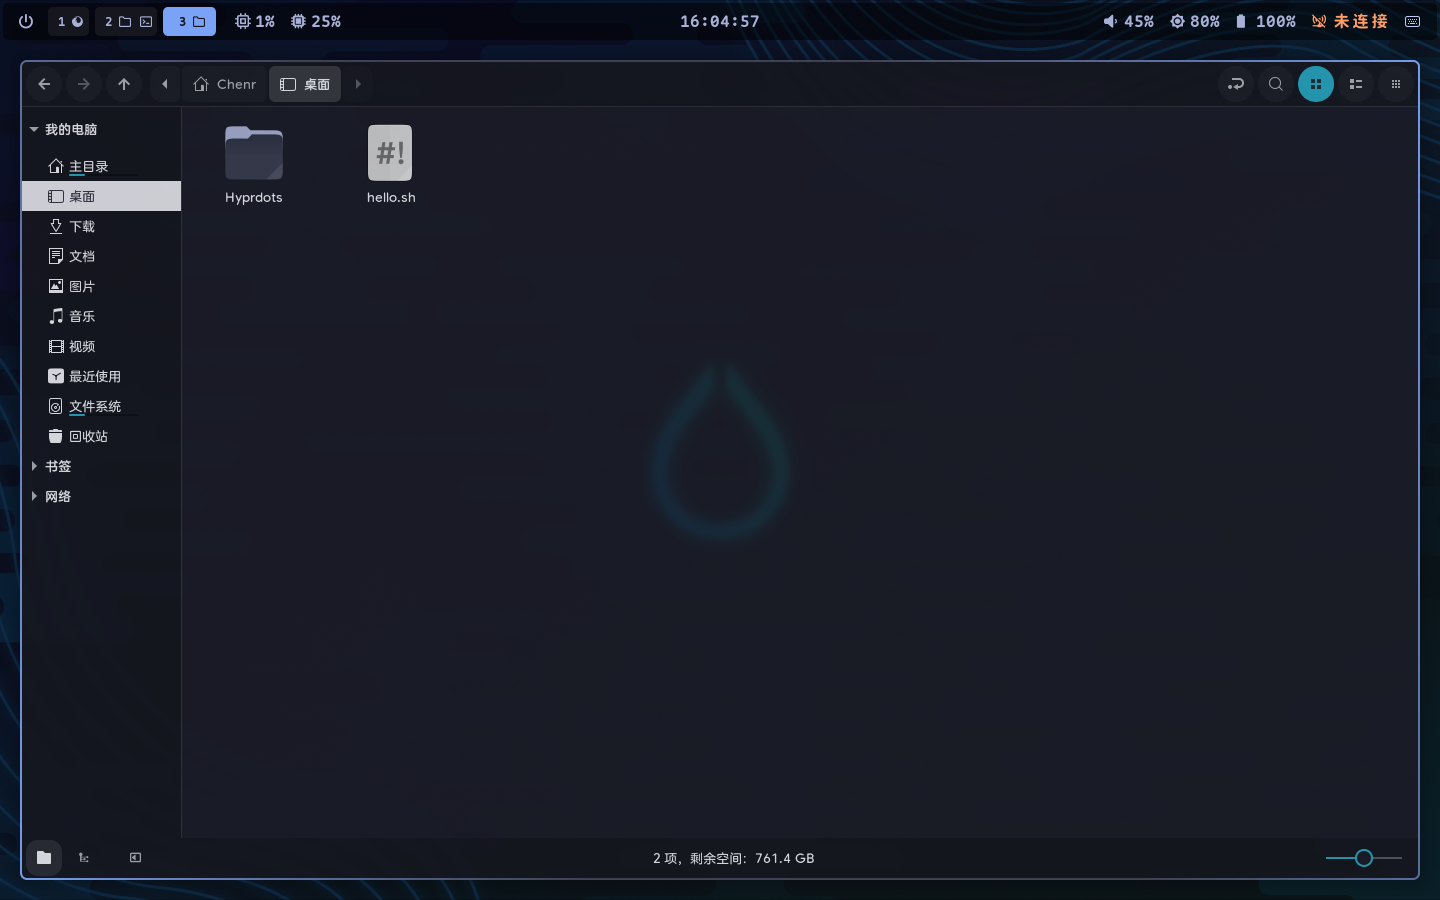 1 2 3 1% 25% 16:04:57 45% 80% 100% 未连接
Chenr 桌面
我的电脑
主目录
桌面
下载
文档
图片
音乐
视频
最近使用
文件系统
回收站
书签
网络
Hyprdots
#!
hello.sh
2 项，剩余空间：761.4 GB